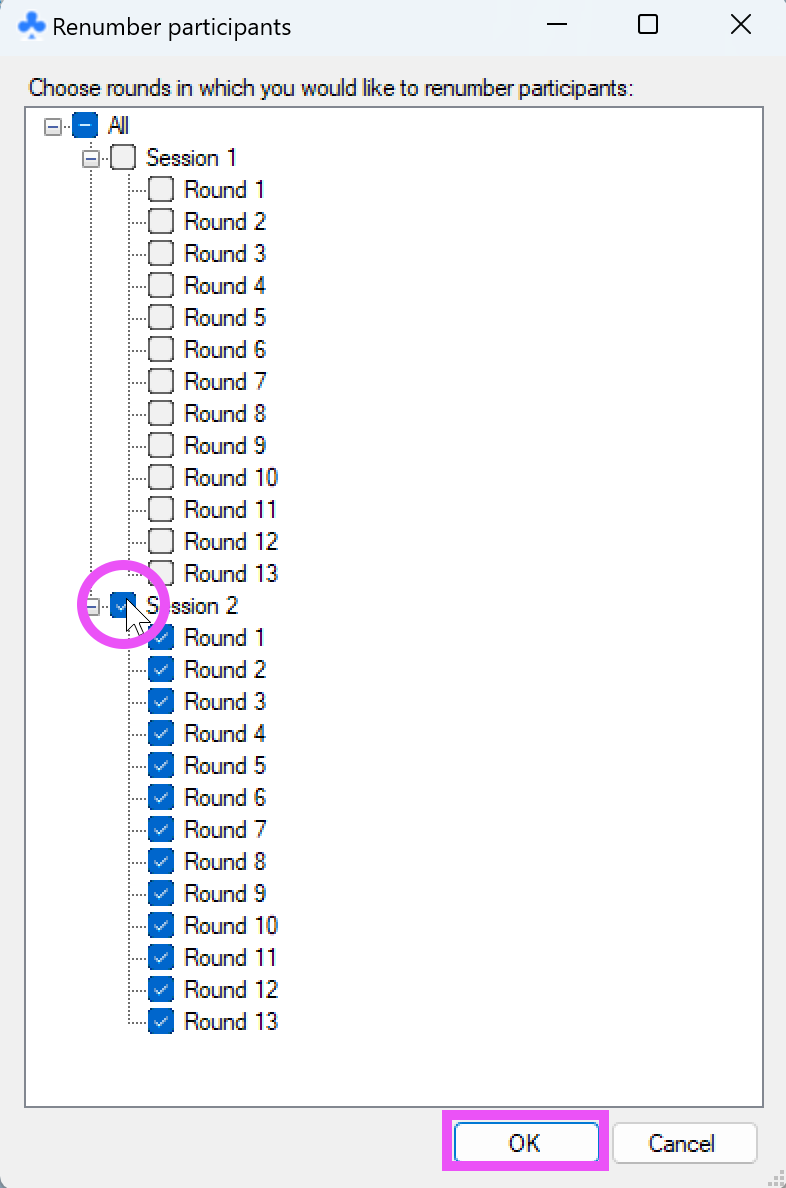 Renumber participants
Choose rounds in which you would like to renumber participants:
All
Session 1
Round 1
Round 2
Round 3
Round 4
Round 5
Round 6
Round 7
Round 8
Round 9
Round 10
Round 11
Round 12
Round 13
Session 2
Round 1
Round 2
Round 3
Round 4
Round 5
Round 6
Round 7
Round 8
Round 9
Round 10
Round 11
Round 12
Round 13
OK Cancel